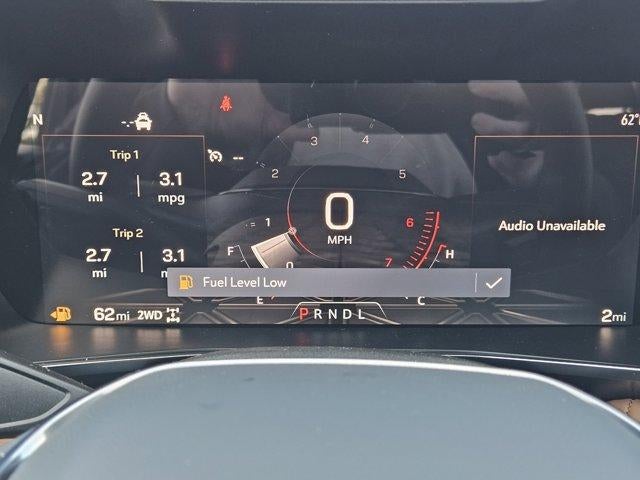 N
62°
Trip 1
2.7 mi
3.1 mpg
Trip 2
2.7 mi
3.1
--
--
0 1 2 3 4 5 6 7
0
MPH
F
E
H
C
Audio Unavailable
Fuel Level Low
62mi 2WD
PRNDL
2mi